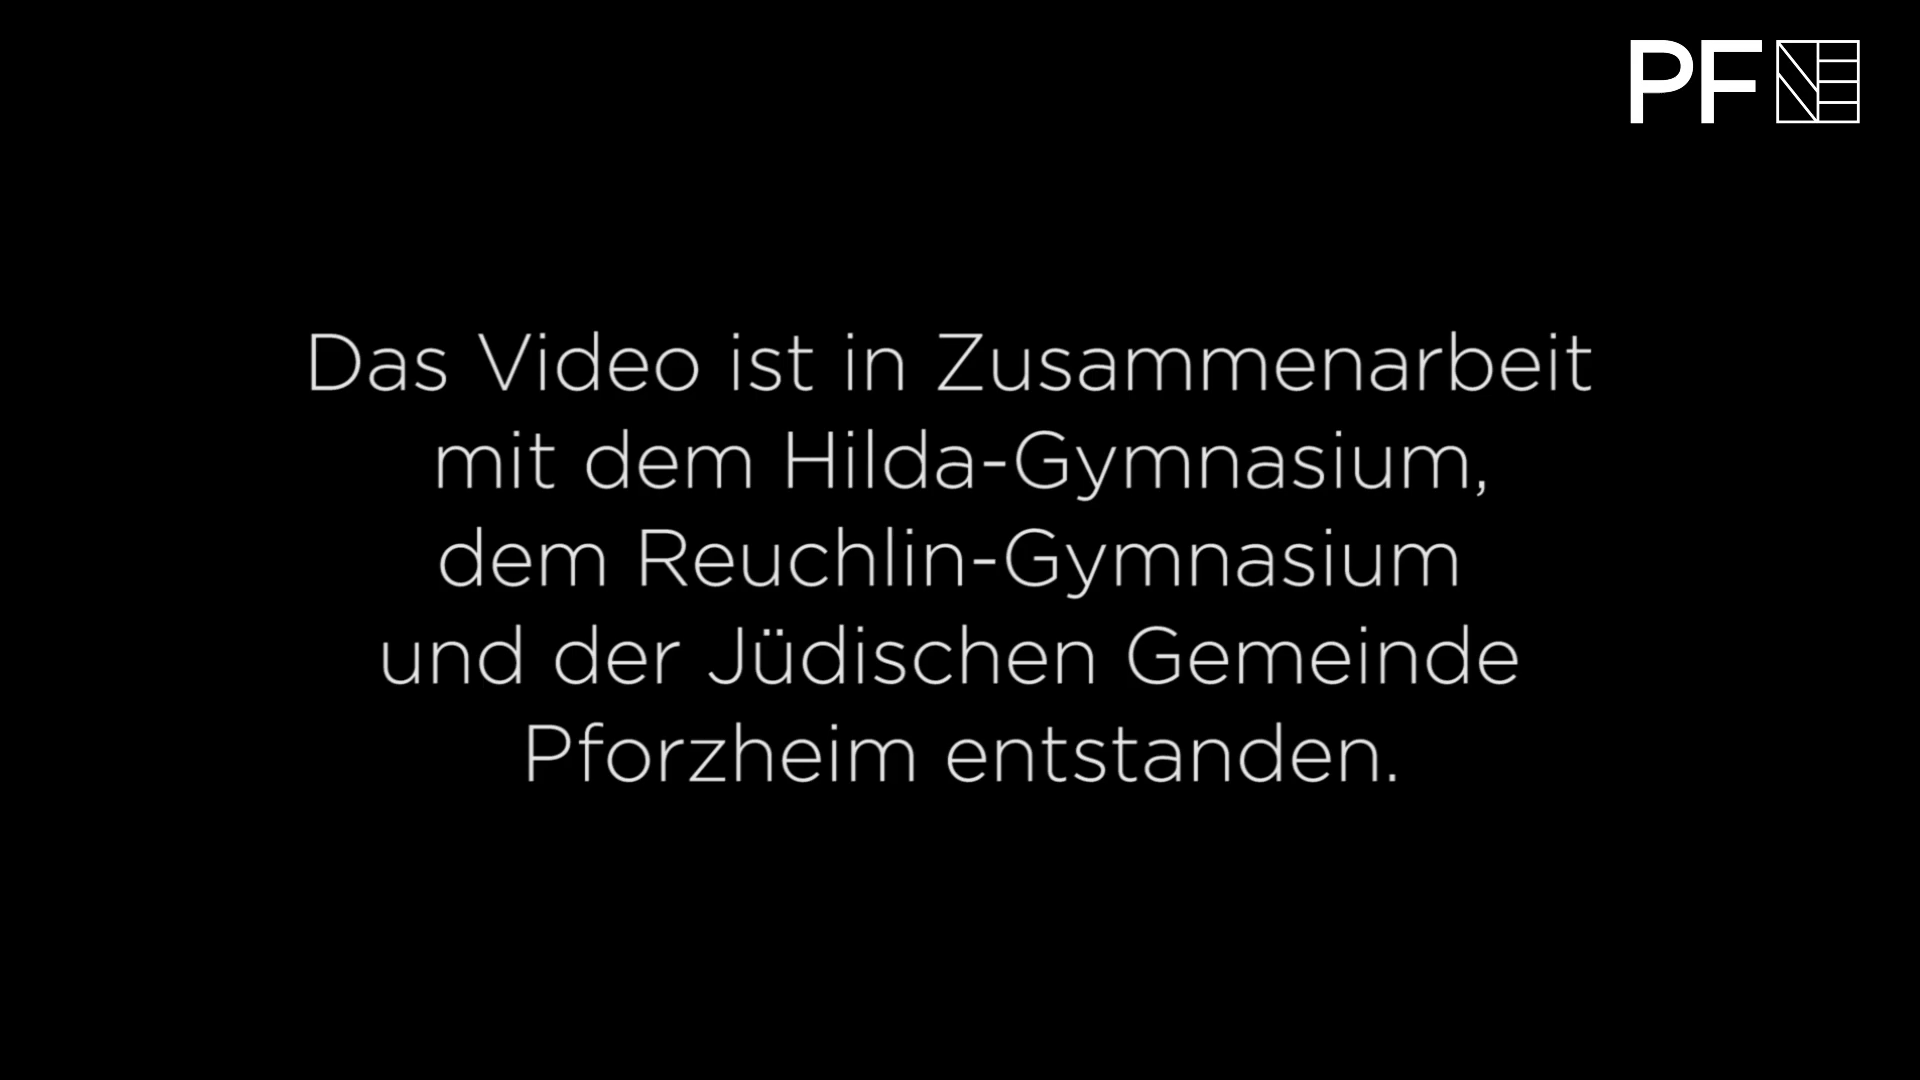 PF
Das Video ist in Zusammenarbeit
mit dem Hilda-Gymnasium,
dem Reuchlin-Gymnasium
und der Jüdischen Gemeinde
Pforzheim entstanden.